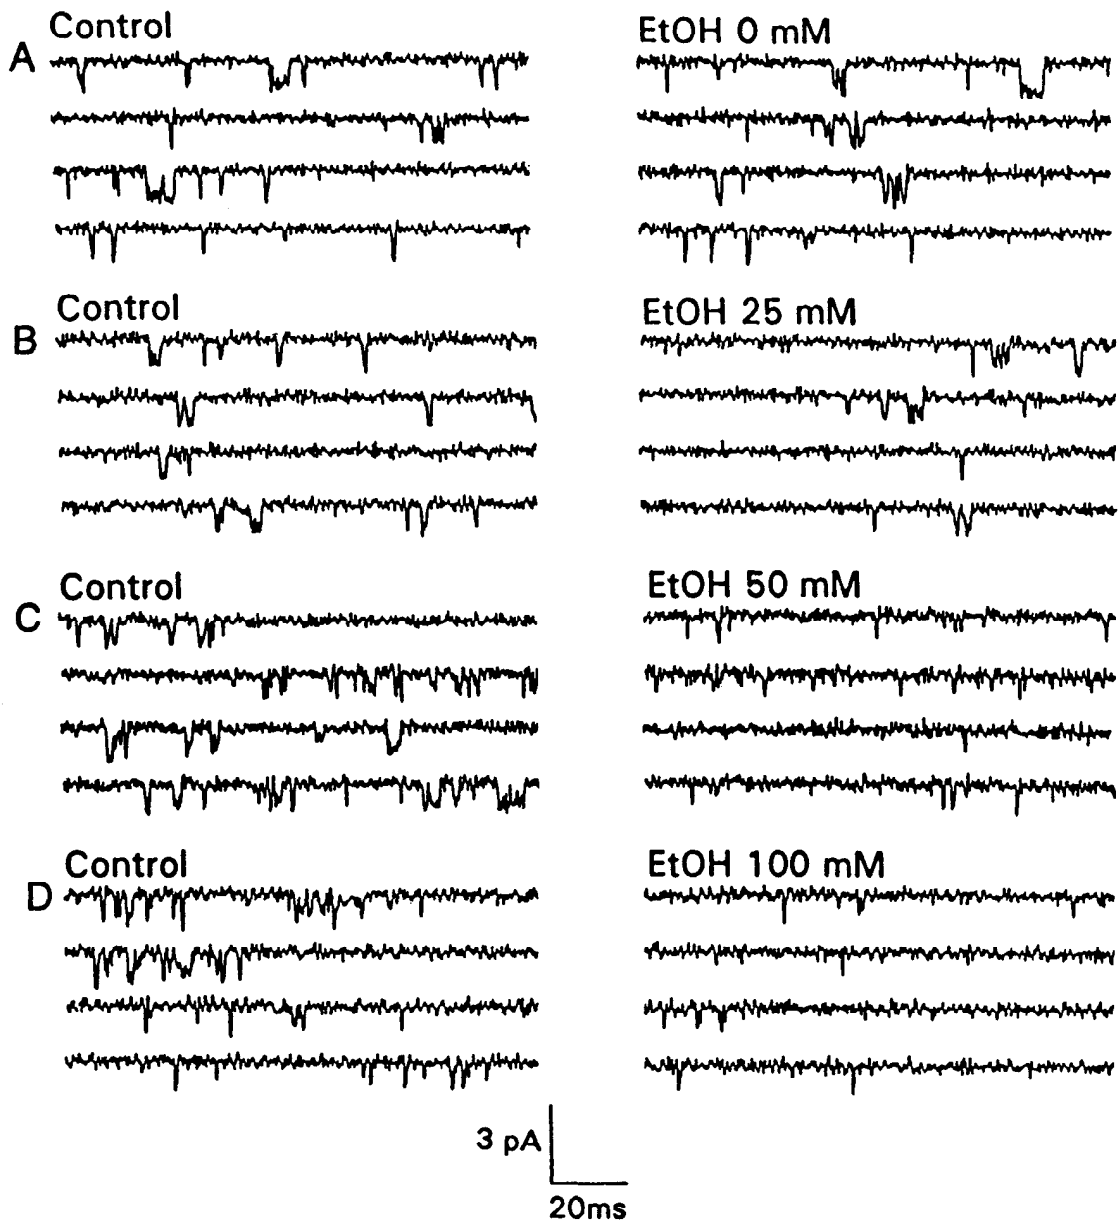 Control
EtOH 0 mM
A
Control
EtOH 25 mM
B
Control
EtOH 50 mM
C
Control
EtOH 100 mM
D
3 pA
20ms